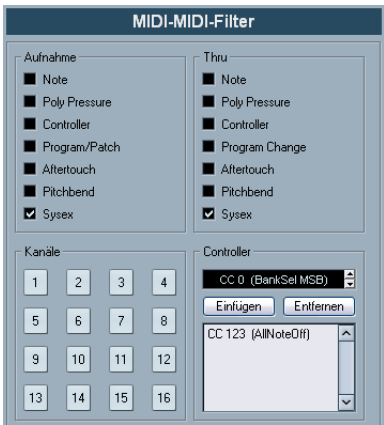 MIDI-MIDI-Filter
Aufnahme
Note
Poly Pressure
Controller
Program/Patch
Aftertouch
Pitchbend
Sysex
Thru
Note
Poly Pressure
Controller
Program Change
Aftertouch
Pitchbend
Sysex
Kanäle
1 2 3 4
5 6 7 8
9 10 11 12
13 14 15 16
Controller
CC 0 (BankSel MSB)
Einfügen Entfernen
CC 123 (AllNoteOff)